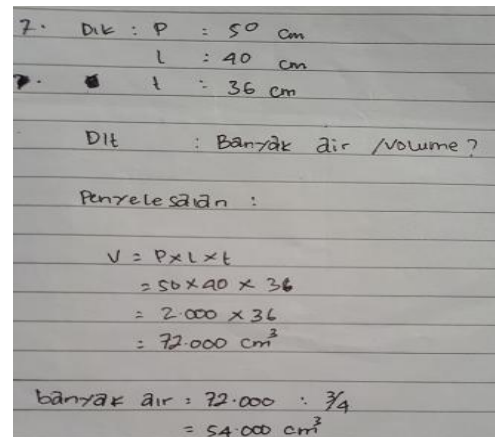 7. Dik : P : 50 cm
l : 40 cm
t : 36 cm
Dit : Banyak air /volume?
Penyelesaian :
V = P x l x t
= 50 x 40 x 36
= 2.000 x 36
= 72.000 cm³
banyak air = 72.000 : 3/4
= 54.000 cm³